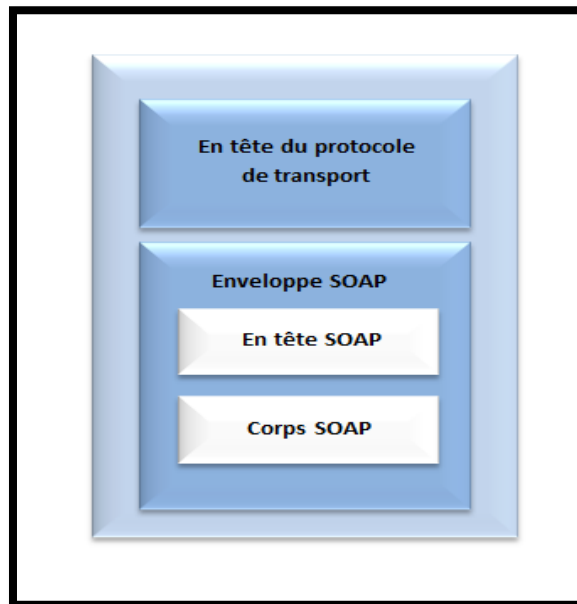 En tête du protocole
de transport
Enveloppe SOAP
En tête SOAP
Corps SOAP